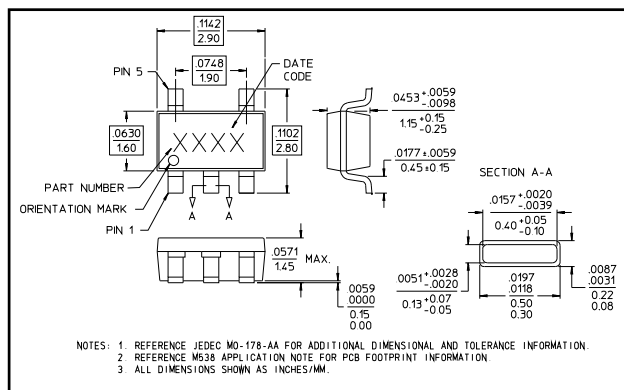 .1142
2.90
.0748
1.90
DATE
CODE
PIN 5
.0453 +.0059
-.0098
1.15 +0.15
-0.25
.0630
1.60
XXXX
.1102
2.80
.0177 ±.0059
0.45 ±0.15
SECTION A-A
PART NUMBER
ORIENTATION MARK
PIN 1
A A
.0157 +.0020
-.0039
0.40 +0.05
-0.10
.0571
1.45 MAX.
.0059
.0000
0.15
0.00
.0051 +.0028
-.0020
0.13 +0.07
-0.05
.0197
.0118
0.50
0.30
.0087
.0031
0.22
0.08
NOTES: 1. REFERENCE JEDEC MO-178-AA FOR ADDITIONAL DIMENSIONAL AND TOLERANCE INFORMATION.
2. REFERENCE M538 APPLICATION NOTE FOR PCB FOOTPRINT INFORMATION.
3. ALL DIMENSIONS SHOWN AS INCHES/MM.